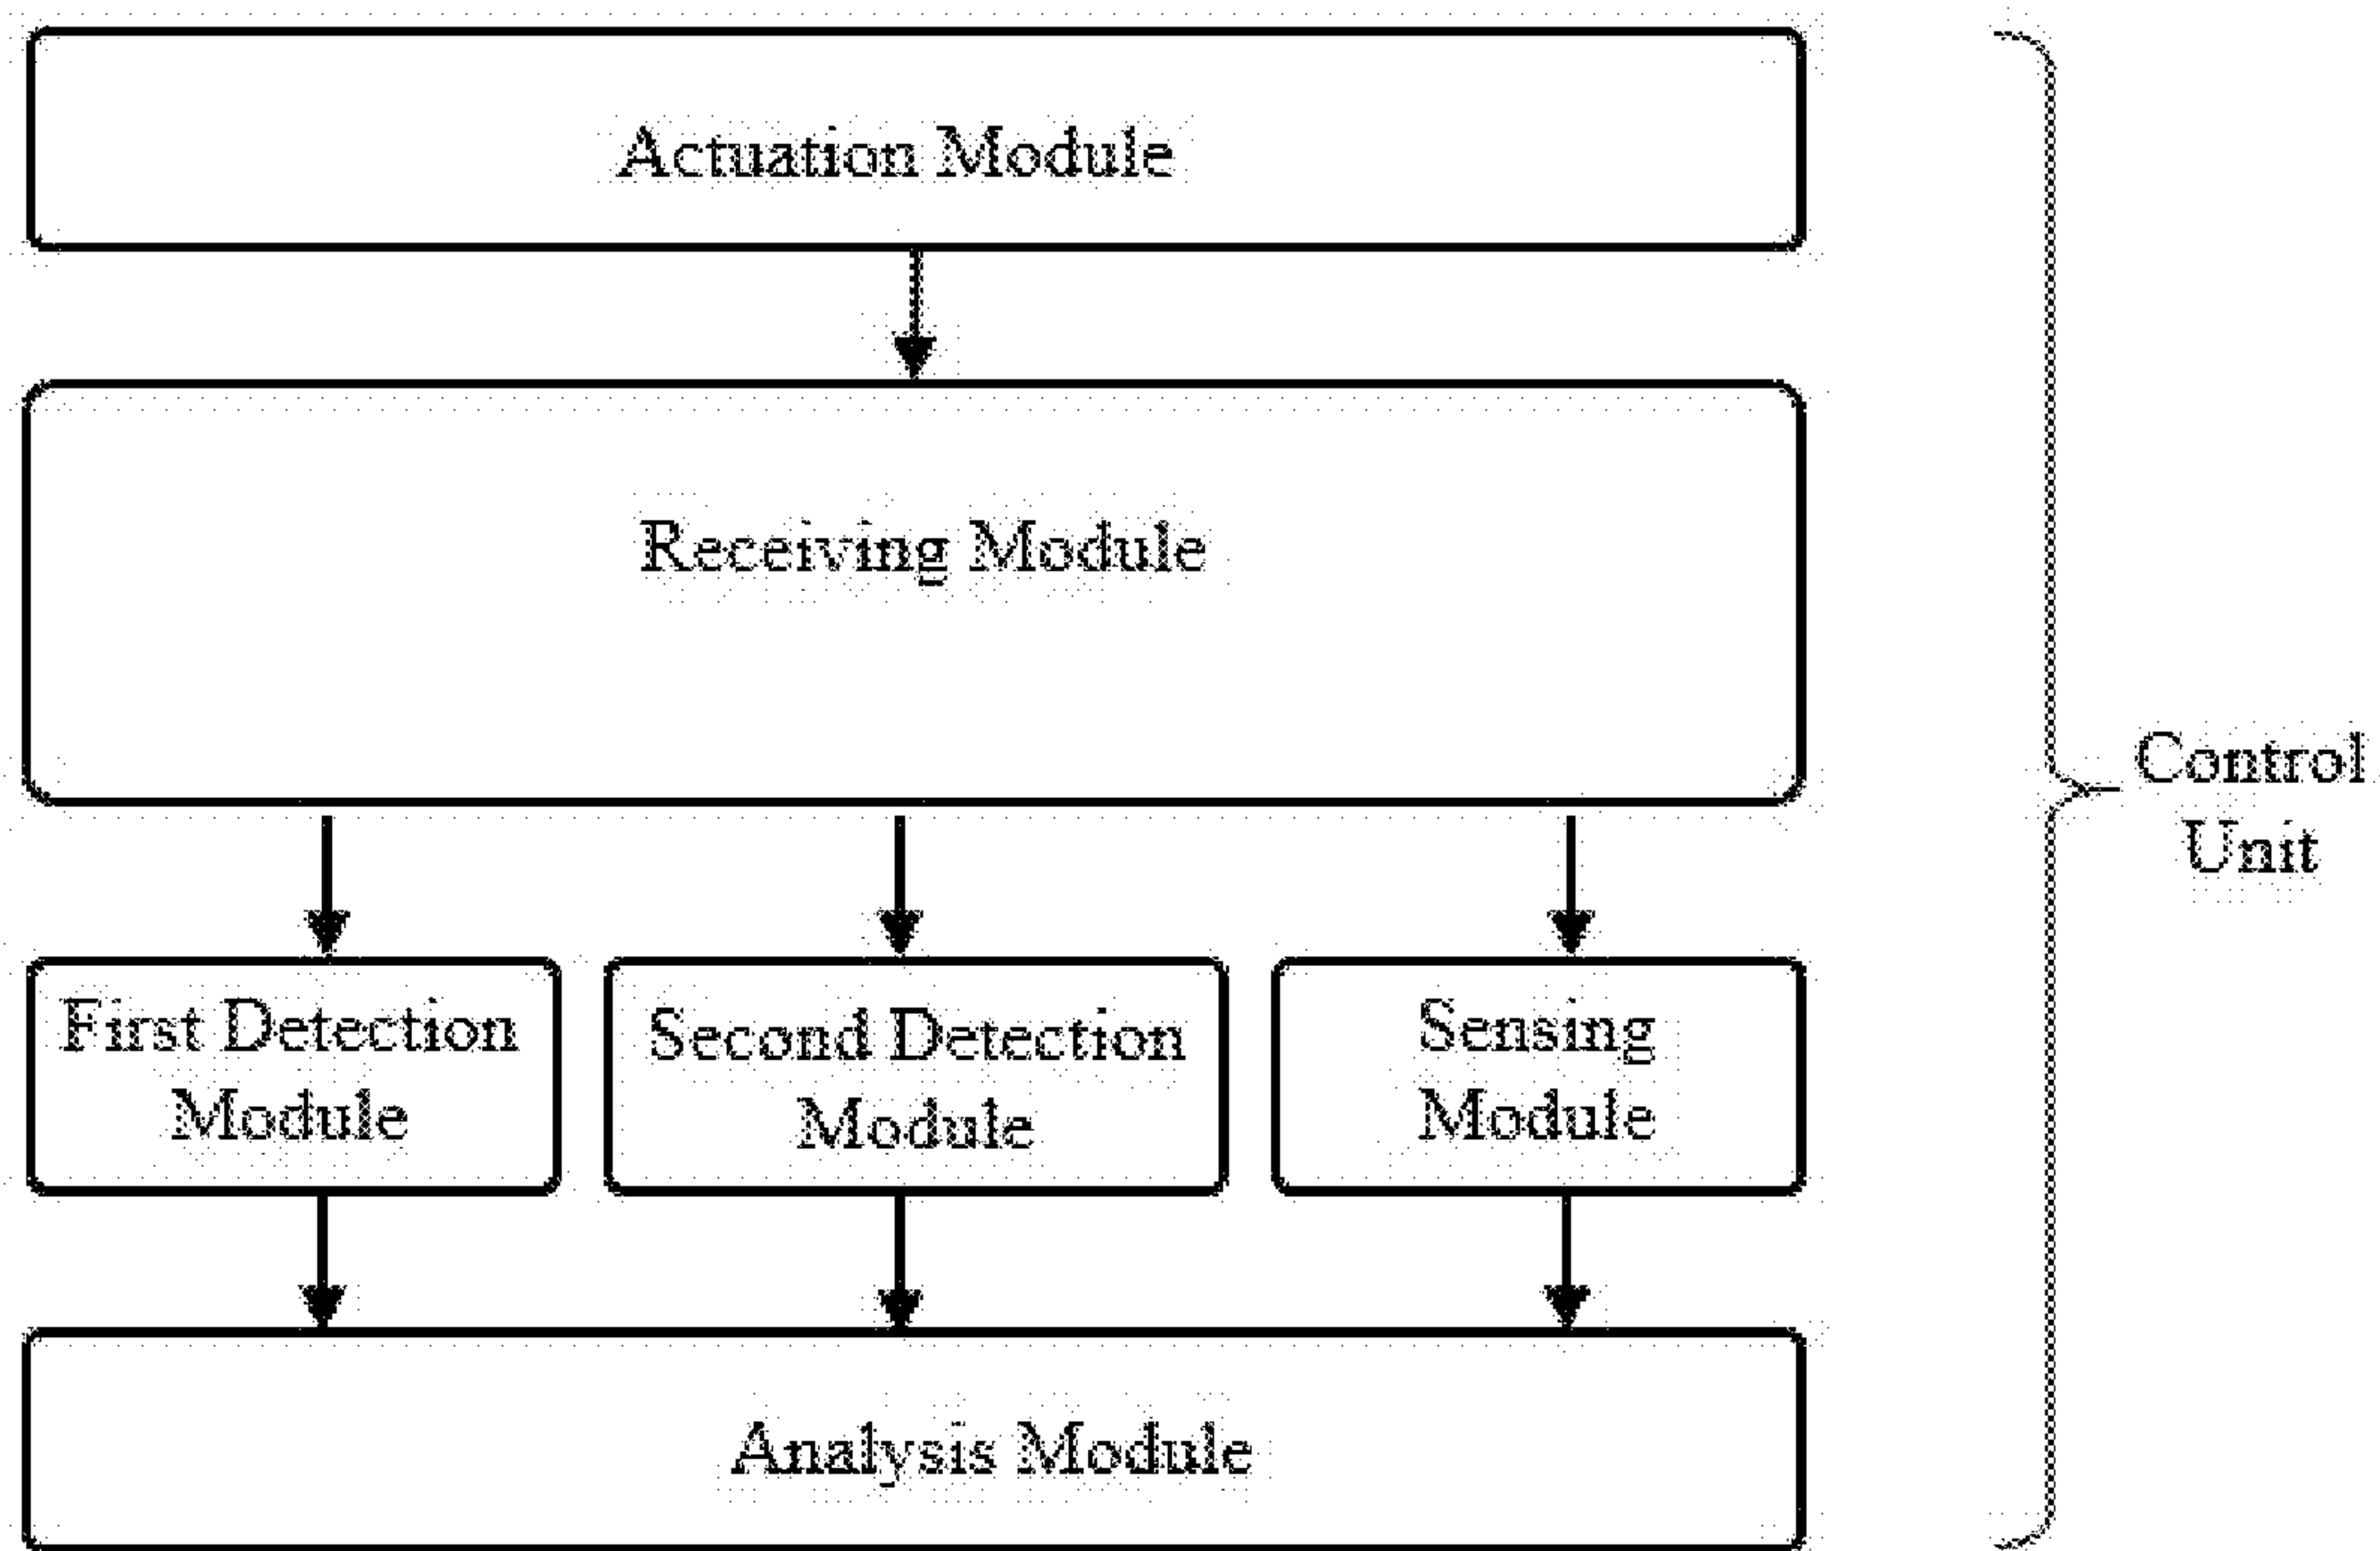 Actuation Module
Receiving Module
Control
Unit
First Detection
Module
Second Detection
Module
Sensing
Module
Analysis Module